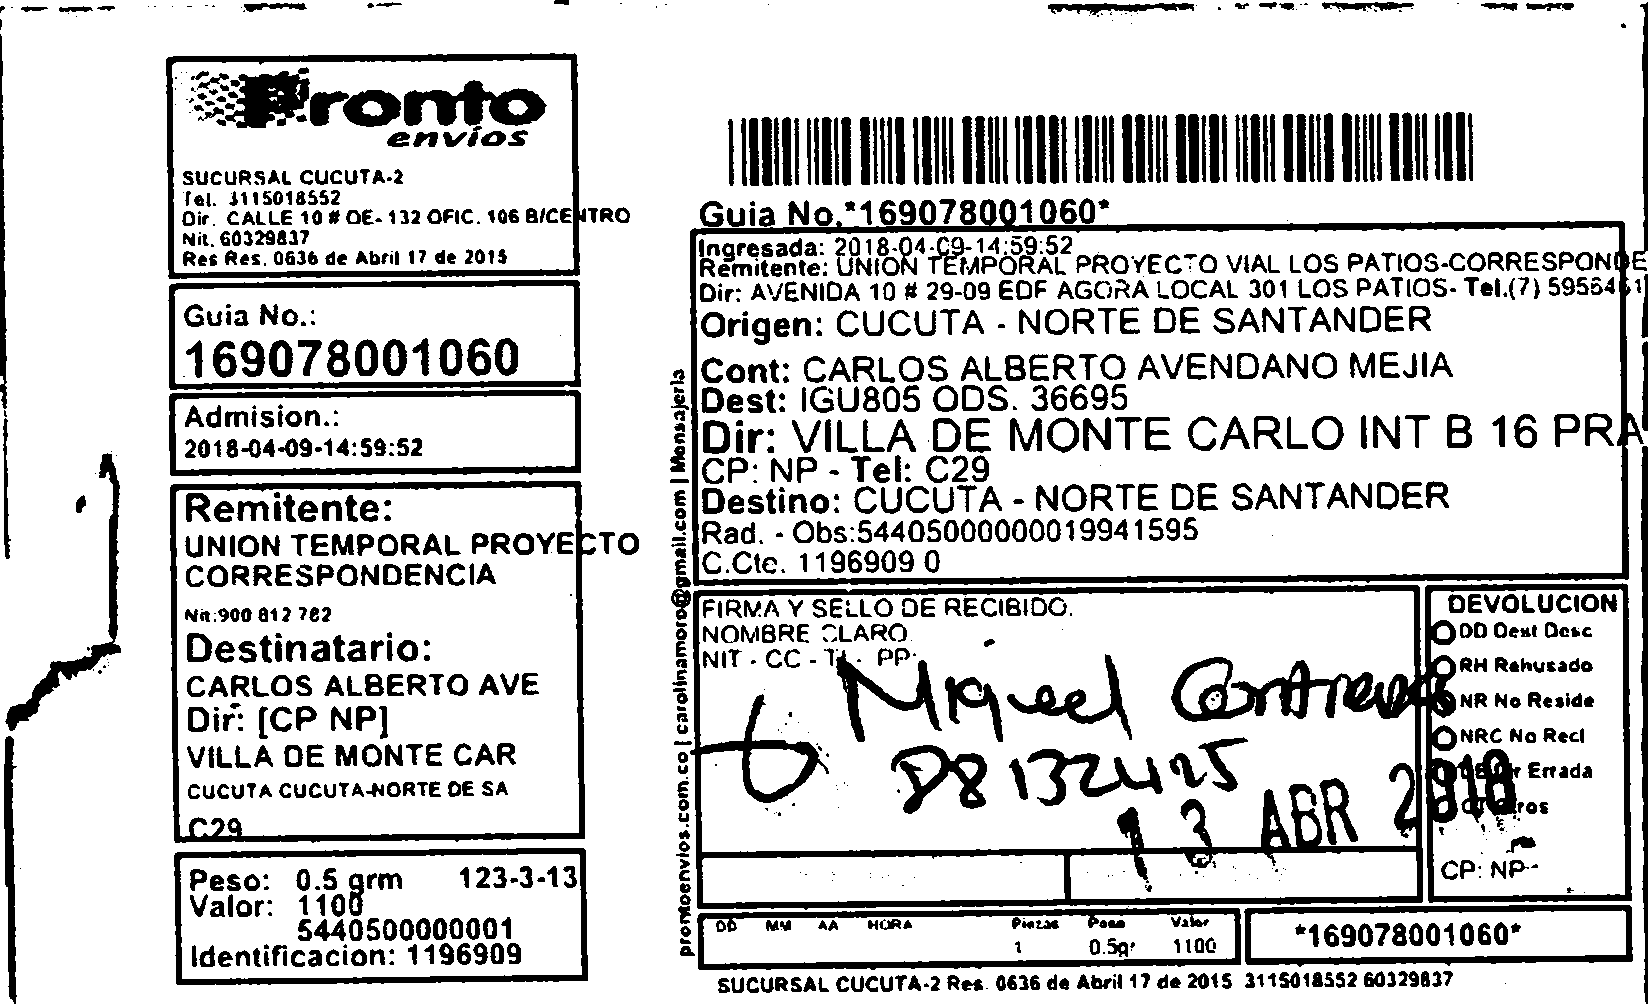 Pronto
envíos
SUCURSAL CUCUTA-2
Tel. 3115018552
Dir. CALLE 10 # OE- 132 OFIC. 106 B/CENTRO
Nit. 60329837
Res Res. 0636 de Abril 17 de 2015
Guia No.:
169078001060
Admision.:
2018-04-09-14:59:52
Remitente:
UNION TEMPORAL PROYECTO
CORRESPONDENCIA
Nit:900 812 782
Destinatario:
CARLOS ALBERTO AVE
Dir: [CP NP]
VILLA DE MONTE CAR
CUCUTA CUCUTA-NORTE DE SA
C29
Peso: 0.5 grm 123-3-13
Valor: 1100
5440500000001
Identificacion: 1196909
prontoenvios.com.co | carolinamoro@gmail.com | Mensajeria
Guia No.*169078001060*
Ingresada: 2018-04-09-14:59:52
Remitente: UNION TEMPORAL PROYECTO VIAL LOS PATIOS-CORRESPONDE
Dir: AVENIDA 10 # 29-09 EDF AGORA LOCAL 301 LOS PATIOS- Tel.(7) 5956461
Origen: CUCUTA - NORTE DE SANTANDER
Cont: CARLOS ALBERTO AVENDANO MEJIA
Dest: IGU805 ODS. 36695
Dir: VILLA DE MONTE CARLO INT B 16 PRA
CP: NP - Tel: C29
Destino: CUCUTA - NORTE DE SANTANDER
Rad. - Obs:544050000000019941595
C.Cte. 1196909 0
FIRMA Y SELLO DE RECIBIDO.
NOMBRE CLARO
NIT - CC - TI - PP:
Miguel Contreras
88132425
13 ABR 2018
DEVOLUCION
DD Dest Desc
RH Rehusado
NR No Reside
NRC No Recl
Errada
CP: NP-
DD MM AA HORA Piezas Peso Valor
1 0.5gr 1100
*169078001060*
SUCURSAL CUCUTA-2 Res. 0636 de Abril 17 de 2015 3115018552 60329837